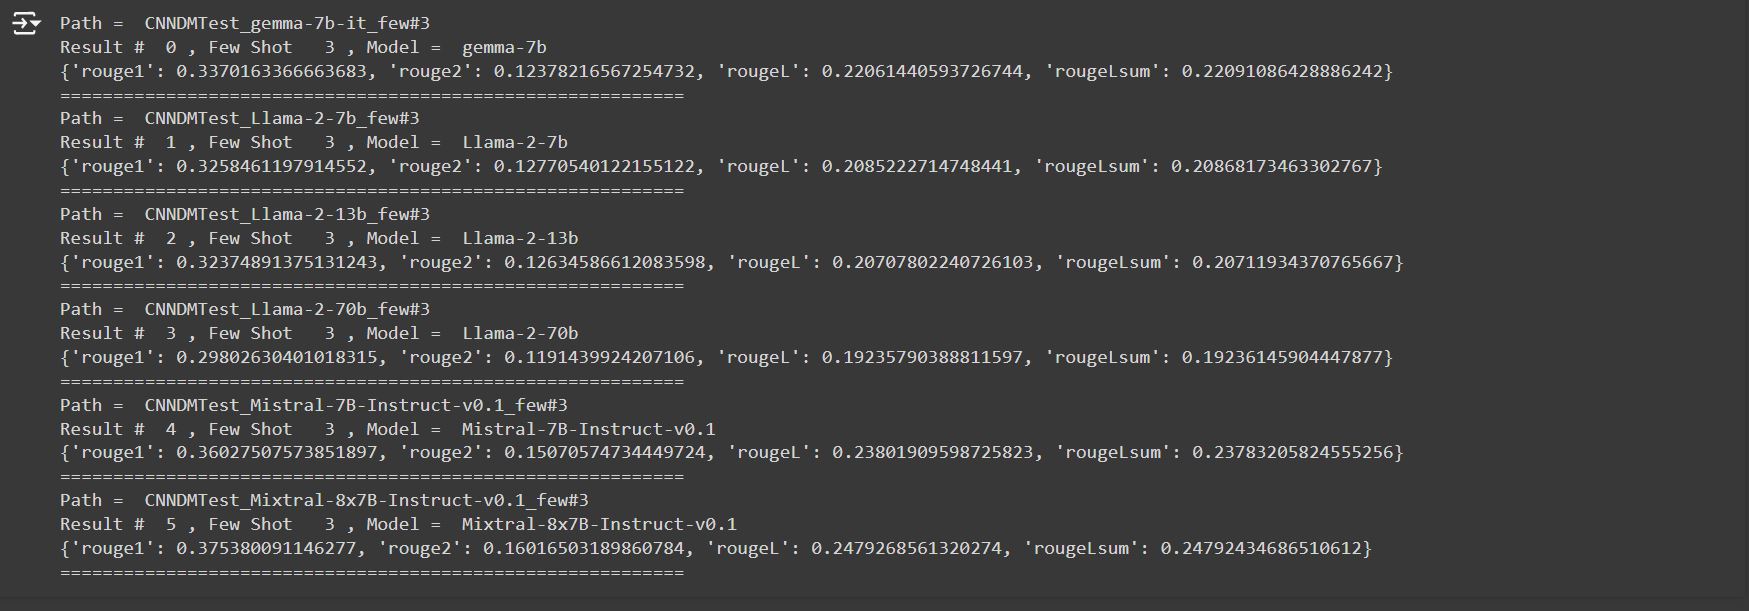 Path =  CNNDMTest_gemma-7b-it_few#3
Result #  0 , Few Shot   3 , Model =  gemma-7b
{'rouge1': 0.3370163366663683, 'rouge2': 0.12378216567254732, 'rougeL': 0.22061440593726744, 'rougeLsum': 0.22091086428886242}
===========================================================
Path =  CNNDMTest_Llama-2-7b_few#3
Result #  1 , Few Shot   3 , Model =  Llama-2-7b
{'rouge1': 0.3258461197914552, 'rouge2': 0.12770540122155122, 'rougeL': 0.2085222714748441, 'rougeLsum': 0.20868173463302767}
===========================================================
Path =  CNNDMTest_Llama-2-13b_few#3
Result #  2 , Few Shot   3 , Model =  Llama-2-13b
{'rouge1': 0.32374891375131243, 'rouge2': 0.12634586612083598, 'rougeL': 0.20707802240726103, 'rougeLsum': 0.20711934370765667}
===========================================================
Path =  CNNDMTest_Llama-2-70b_few#3
Result #  3 , Few Shot   3 , Model =  Llama-2-70b
{'rouge1': 0.29802630401018315, 'rouge2': 0.1191439924207106, 'rougeL': 0.19235790388811597, 'rougeLsum': 0.19236145904447877}
===========================================================
Path =  CNNDMTest_Mistral-7B-Instruct-v0.1_few#3
Result #  4 , Few Shot   3 , Model =  Mistral-7B-Instruct-v0.1
{'rouge1': 0.36027507573851897, 'rouge2': 0.15070574734449724, 'rougeL': 0.23801909598725823, 'rougeLsum': 0.23783205824555256}
===========================================================
Path =  CNNDMTest_Mixtral-8x7B-Instruct-v0.1_few#3
Result #  5 , Few Shot   3 , Model =  Mixtral-8x7B-Instruct-v0.1
{'rouge1': 0.375380091146277, 'rouge2': 0.16016503189860784, 'rougeL': 0.2479268561320274, 'rougeLsum': 0.24792434686510612}
===========================================================